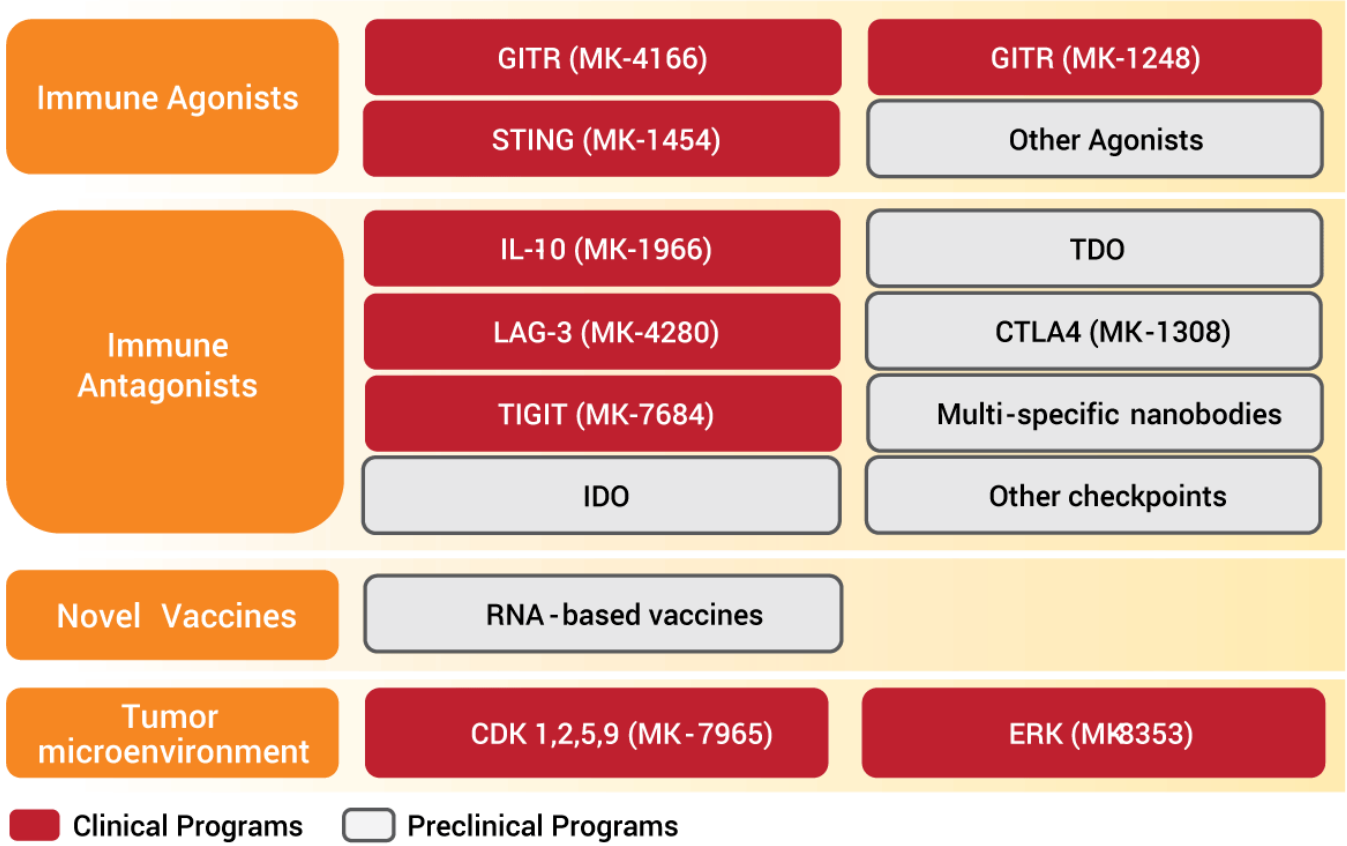 Immune Agonists
GITR (MK-4166)
GITR (MK-1248)
STING (MK-1454)
Other Agonists
Immune
Antagonists
IL-10 (MK-1966)
TDO
LAG-3 (MK-4280)
CTLA4 (MK-1308)
TIGIT (MK-7684)
Multi-specific nanobodies
IDO
Other checkpoints
Novel Vaccines
RNA-based vaccines
Tumor
microenvironment
CDK 1,2,5,9 (MK-7965)
ERK (MK8353)
Clinical Programs
Preclinical Programs